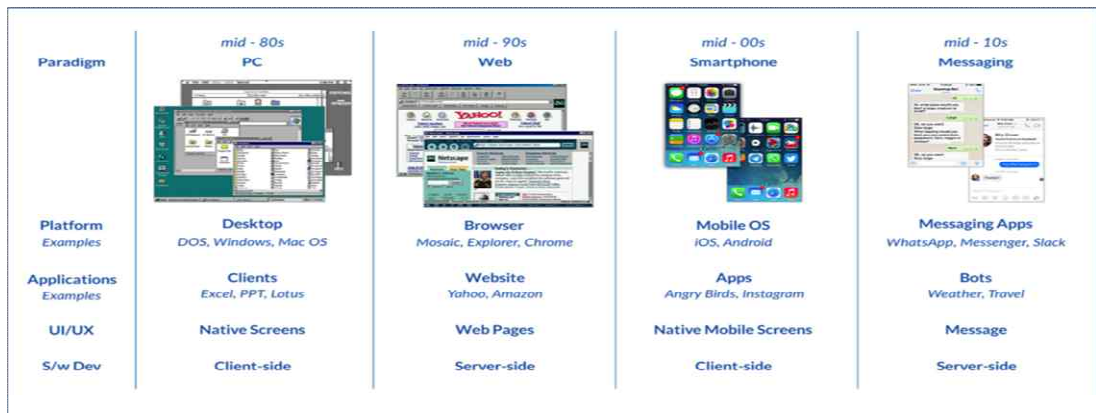 mid - 80s mid - 90s mid - 00s mid - 10s
Paradigm PC Web Smartphone Messaging
YAHOO!
Netscape
Platform Desktop Browser Mobile OS Messaging Apps
Examples DOS, Windows, Mac OS Mosaic, Explorer, Chrome iOS, Android WhatsApp, Messenger, Slack
Applications Clients Website Apps Bots
Examples Excel, PPT, Lotus Yahoo, Amazon Angry Birds, Instagram Weather, Travel
UI/UX Native Screens Web Pages Native Mobile Screens Message
S/w Dev Client-side Server-side Client-side Server-side